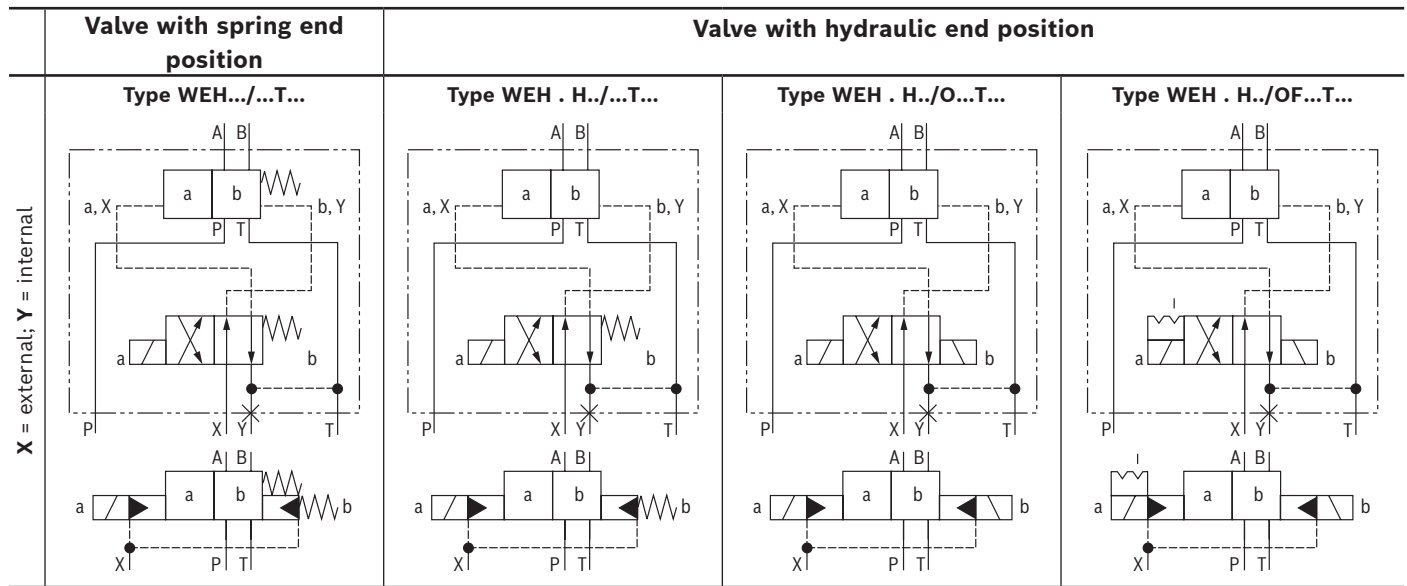 Valve with spring end
position
Valve with hydraulic end position
Type WEH.../...T...
Type WEH . H../...T...
Type WEH . H../O...T...
Type WEH . H../OF...T...
X = external; Y = internal
A B
a b
a, X
b, Y
P T
a
b
P
X Y
T
A B
a b
a, X
b, Y
P T
a
b
P
X Y
T
A B
a b
a, X
b, Y
P T
a
b
P
X Y
T
A B
a b
a, X
b, Y
P T
I
a
b
P
X Y
T
A B
a a b b
X P T
A B
a a b b
X P T
A B
a a b b
X P T
I A B
a a b b
X P T